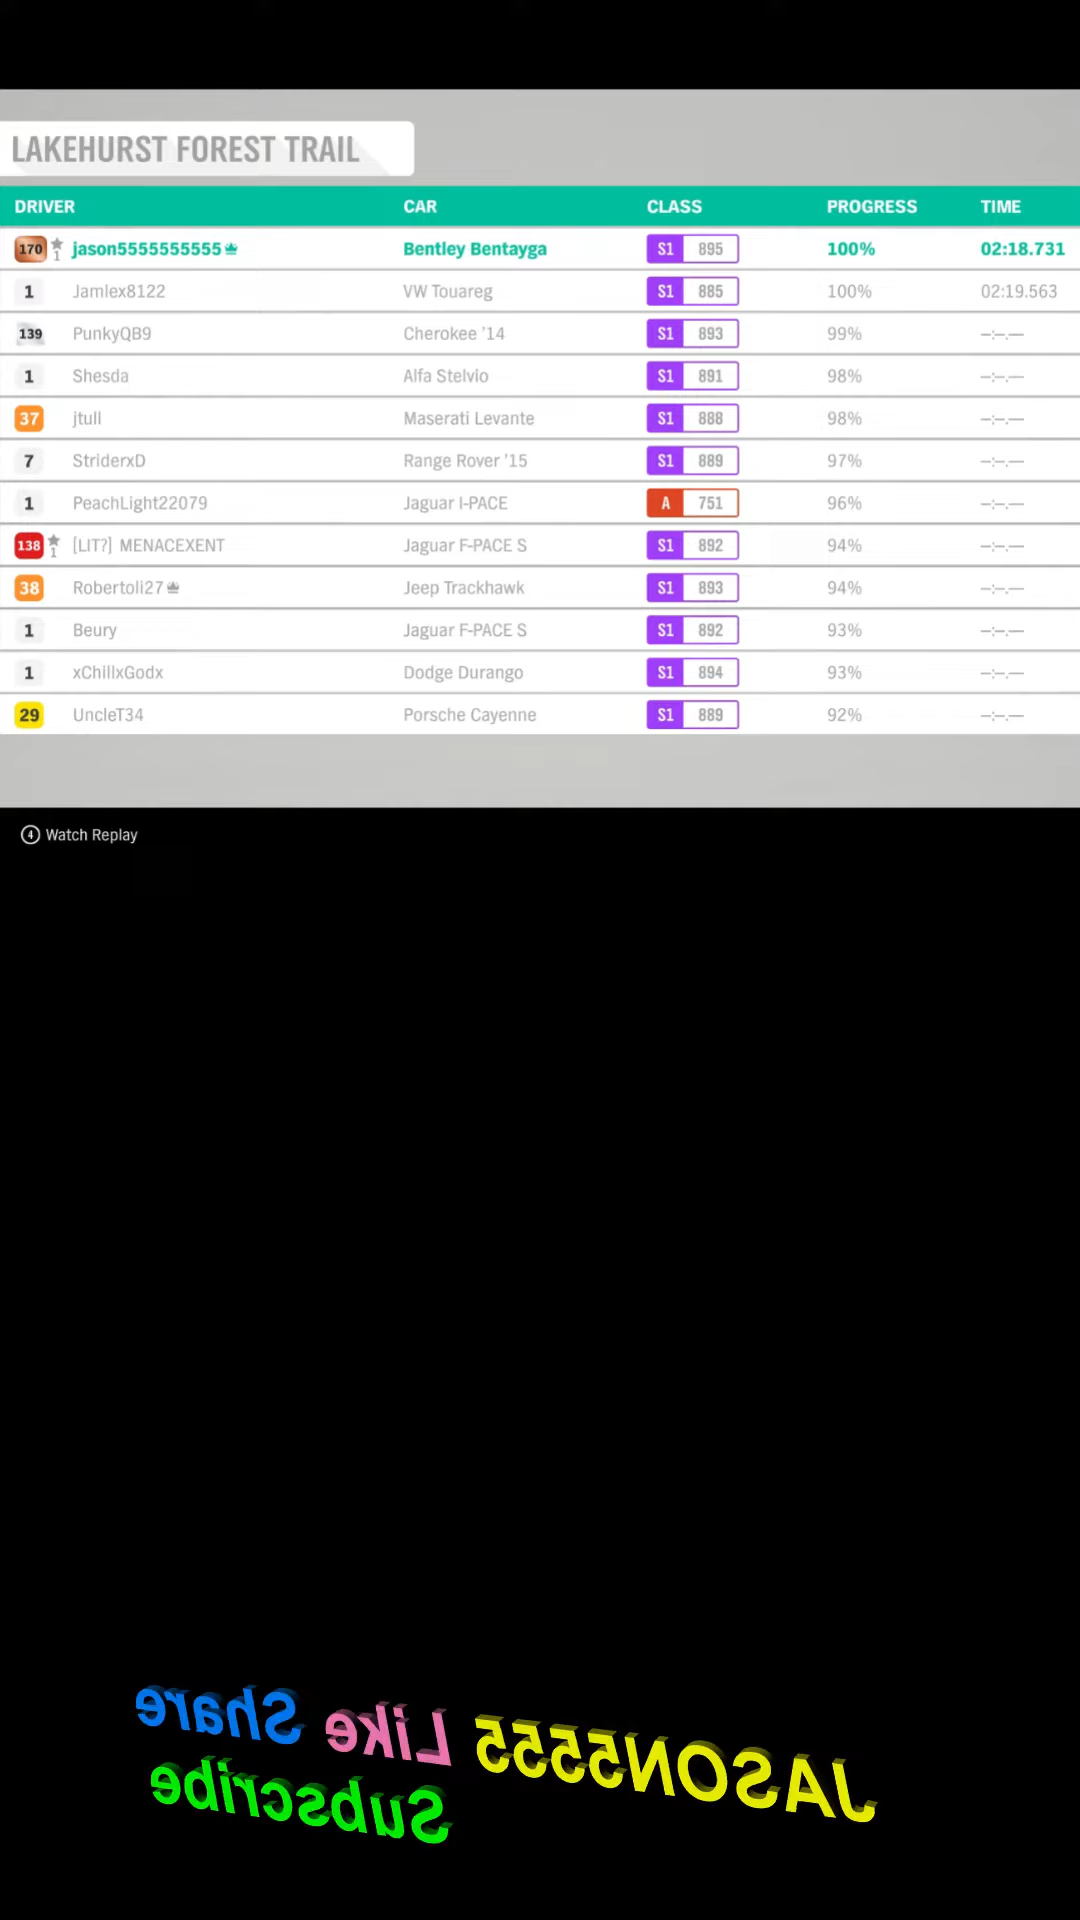 LAKEHURST FOREST TRAIL
DRIVER CAR CLASS PROGRESS TIME
170 1 jason5555555555 Bentley Bentayga S1 895 100% 02:18.731
1 Jamlex8122 VW Touareg S1 885 100% 02:19.563
139 PunkyQB9 Cherokee '14 S1 893 99% --:--.---
1 Shesda Alfa Stelvio S1 891 98% --:--.---
37 jtull Maserati Levante S1 888 98% --:--.---
7 StriderxD Range Rover '15 S1 889 97% --:--.---
1 PeachLight22079 Jaguar I-PACE A 751 96% --:--.---
138 1 [LIT?] MENACEXENT Jaguar F-PACE S S1 892 94% --:--.---
38 Robertoli27 Jeep Trackhawk S1 893 94% --:--.---
1 Beury Jaguar F-PACE S S1 892 93% --:--.---
1 xChillxGodx Dodge Durango S1 894 93% --:--.---
29 UncleT34 Porsche Cayenne S1 889 92% --:--.---
4 Watch Replay
JASON5555 Like Share
Subscribe